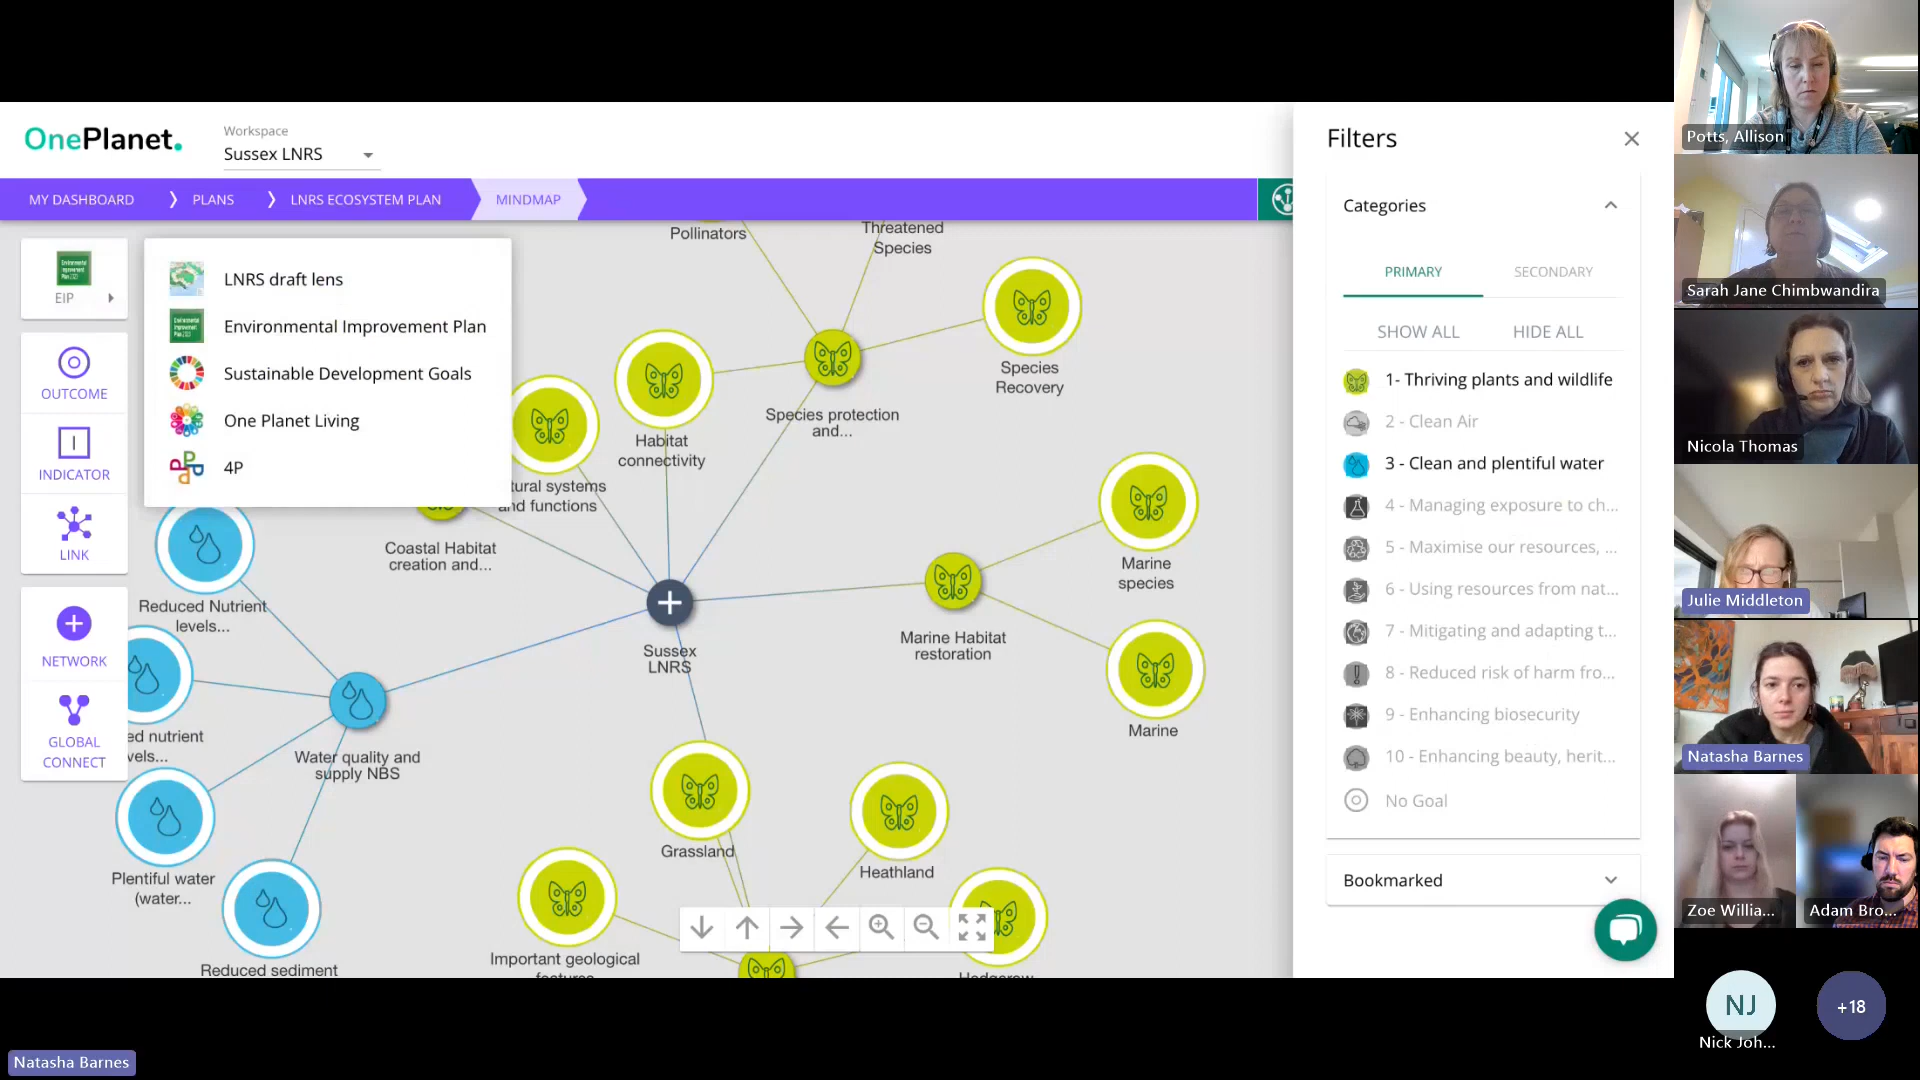 OnePlanet.
Workspace
Sussex LNRS
MY DASHBOARD
PLANS
LNRS ECOSYSTEM PLAN
MINDMAP
EIP
OUTCOME
INDICATOR
LINK
NETWORK
GLOBAL
CONNECT
LNRS draft lens
Environmental Improvement Plan
Sustainable Development Goals
One Planet Living
4P
Pollinators
Threatened
Species
Species
Recovery
Species protection
and...
Habitat
connectivity
tural systems
and functions
Coastal Habitat
creation and...
Reduced Nutrient
levels...
ed nutrient
vels...
Water quality and
supply NBS
Plentiful water
(water...
Reduced sediment
Sussex
LNRS
Marine
species
Marine Habitat
restoration
Marine
Grassland
Heathland
Important geological
features
Hedgerow
Filters
Categories
PRIMARY
SECONDARY
SHOW ALL
HIDE ALL
1- Thriving plants and wildlife
2 - Clean Air
3 - Clean and plentiful water
4 - Managing exposure to ch...
5 - Maximise our resources, ...
6 - Using resources from nat...
7 - Mitigating and adapting t...
8 - Reduced risk of harm fro...
9 - Enhancing biosecurity
10 - Enhancing beauty, herit...
No Goal
Bookmarked
Potts, Allison
Sarah Jane Chimbwandira
Nicola Thomas
Julie Middleton
Natasha Barnes
Zoe Willia...
Adam Bro...
NJ
Nick Joh...
+18
Natasha Barnes